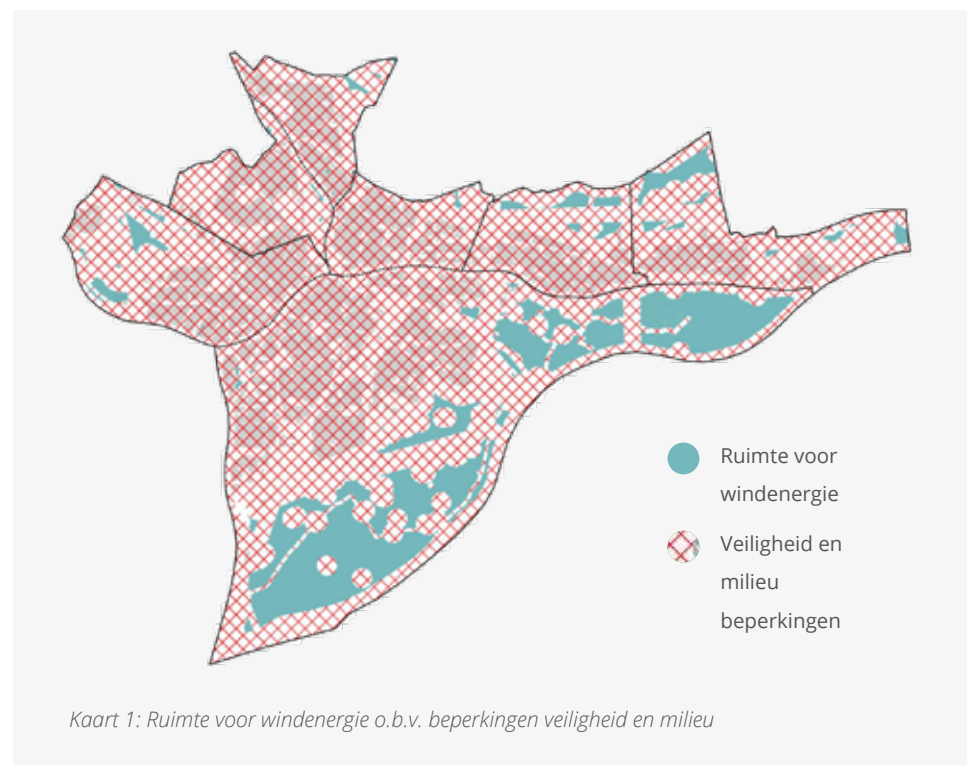 Ruimte voor
windenergie
Veiligheid en
milieu
beperkingen
Kaart 1: Ruimte voor windenergie o.b.v. beperkingen veiligheid en milieu